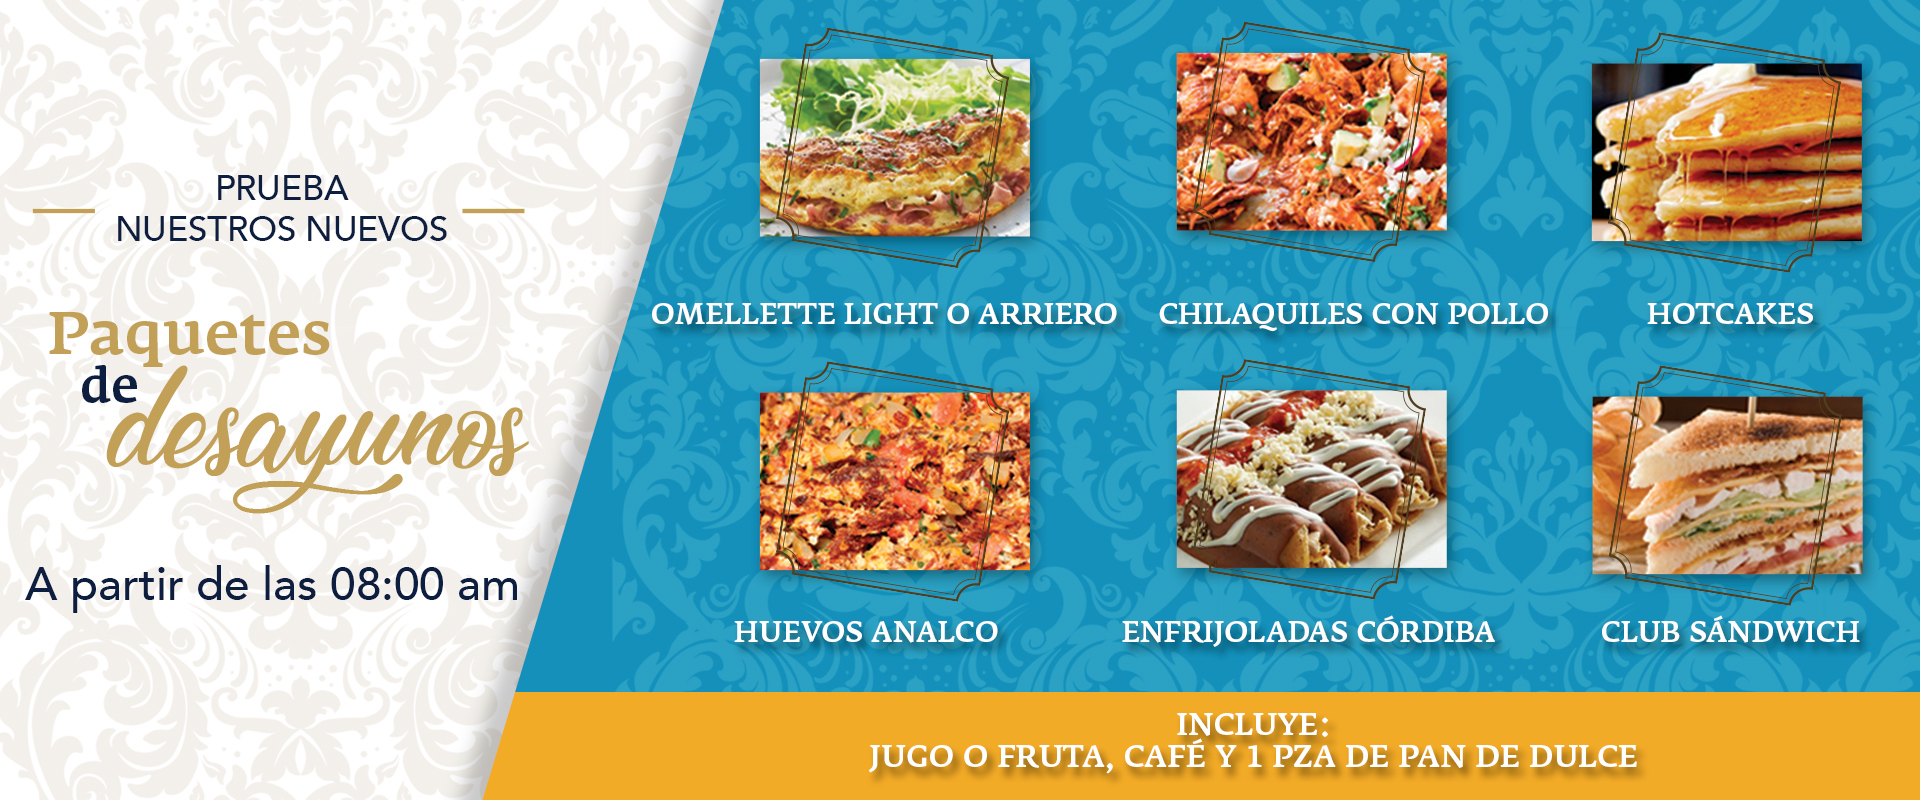 PRUEBA
NUESTROS NUEVOS
Paquetes
de
desayunos
A partir de las 08:00 am
OMELLETTE LIGHT O ARRIERO
CHILAQUILES CON POLLO
HOTCAKES
HUEVOS ANALCO
ENFRIJOLADAS CÓRDIBA
CLUB SÁNDWICH
INCLUYE:
JUGO O FRUTA, CAFÉ Y 1 PZA DE PAN DE DULCE